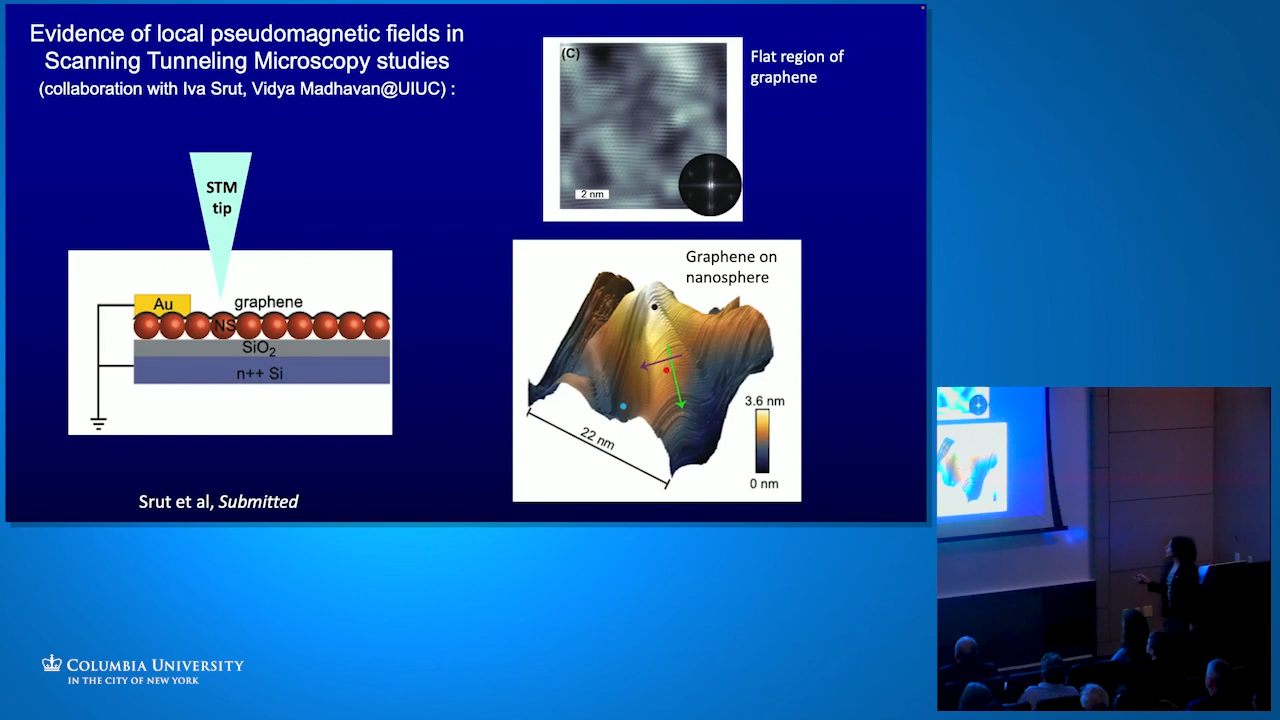 Evidence of local pseudomagnetic fields in
Scanning Tunneling Microscopy studies
(collaboration with Iva Srut, Vidya Madhavan@UIUC) :
STM
tip
Au
graphene
NS
SiO2
n++ Si
Srut et al, Submitted
(C)
2 nm
Flat region of
graphene
Graphene on
nanosphere
22 nm
3.6 nm
0 nm
COLUMBIA UNIVERSITY
IN THE CITY OF NEW YORK